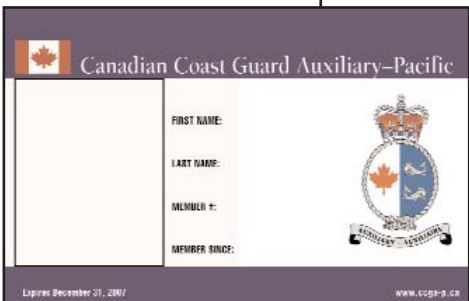 Canadian Coast Guard Auxiliary–Pacific
FIRST NAME:
LAST NAME:
MEMBER #:
MEMBER SINCE:
AUXILIARY - AUXILIAIRE
Expires December 31, 2007
www.ccga-p.ca